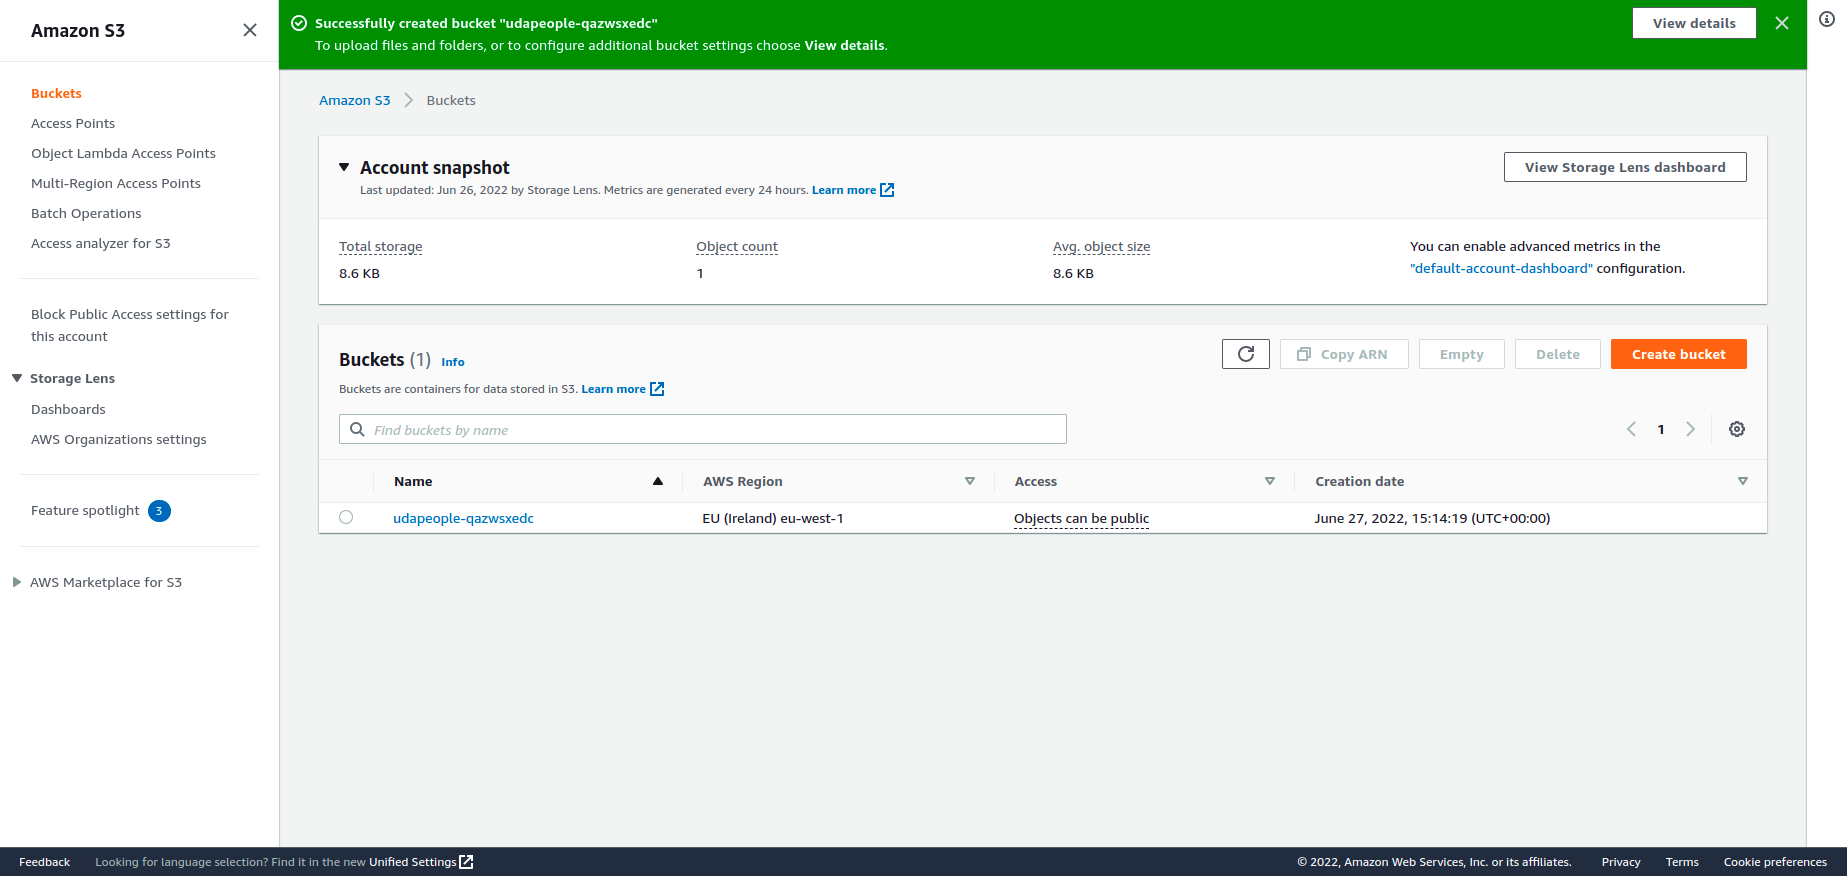 Amazon S3
Buckets
Access Points
Object Lambda Access Points
Multi-Region Access Points
Batch Operations
Access analyzer for S3
Block Public Access settings for
this account
Storage Lens
Dashboards
AWS Organizations settings
Feature spotlight 3
AWS Marketplace for S3
Successfully created bucket "udapeople-qazwsxedc"
To upload files and folders, or to configure additional bucket settings choose View details.
View details
Amazon S3 Buckets
Account snapshot
Last updated: Jun 26, 2022 by Storage Lens. Metrics are generated every 24 hours. Learn more
View Storage Lens dashboard
Total storage
8.6 KB
Object count
1
Avg. object size
8.6 KB
You can enable advanced metrics in the
"default-account-dashboard" configuration.
Buckets (1) Info
Buckets are containers for data stored in S3. Learn more
Copy ARN Empty Delete Create bucket
Find buckets by name
1
Name AWS Region Access Creation date
udapeople-qazwsxedc EU (Ireland) eu-west-1 Objects can be public June 27, 2022, 15:14:19 (UTC+00:00)
Feedback Looking for language selection? Find it in the new Unified Settings © 2022, Amazon Web Services, Inc. or its affiliates. Privacy Terms Cookie preferences